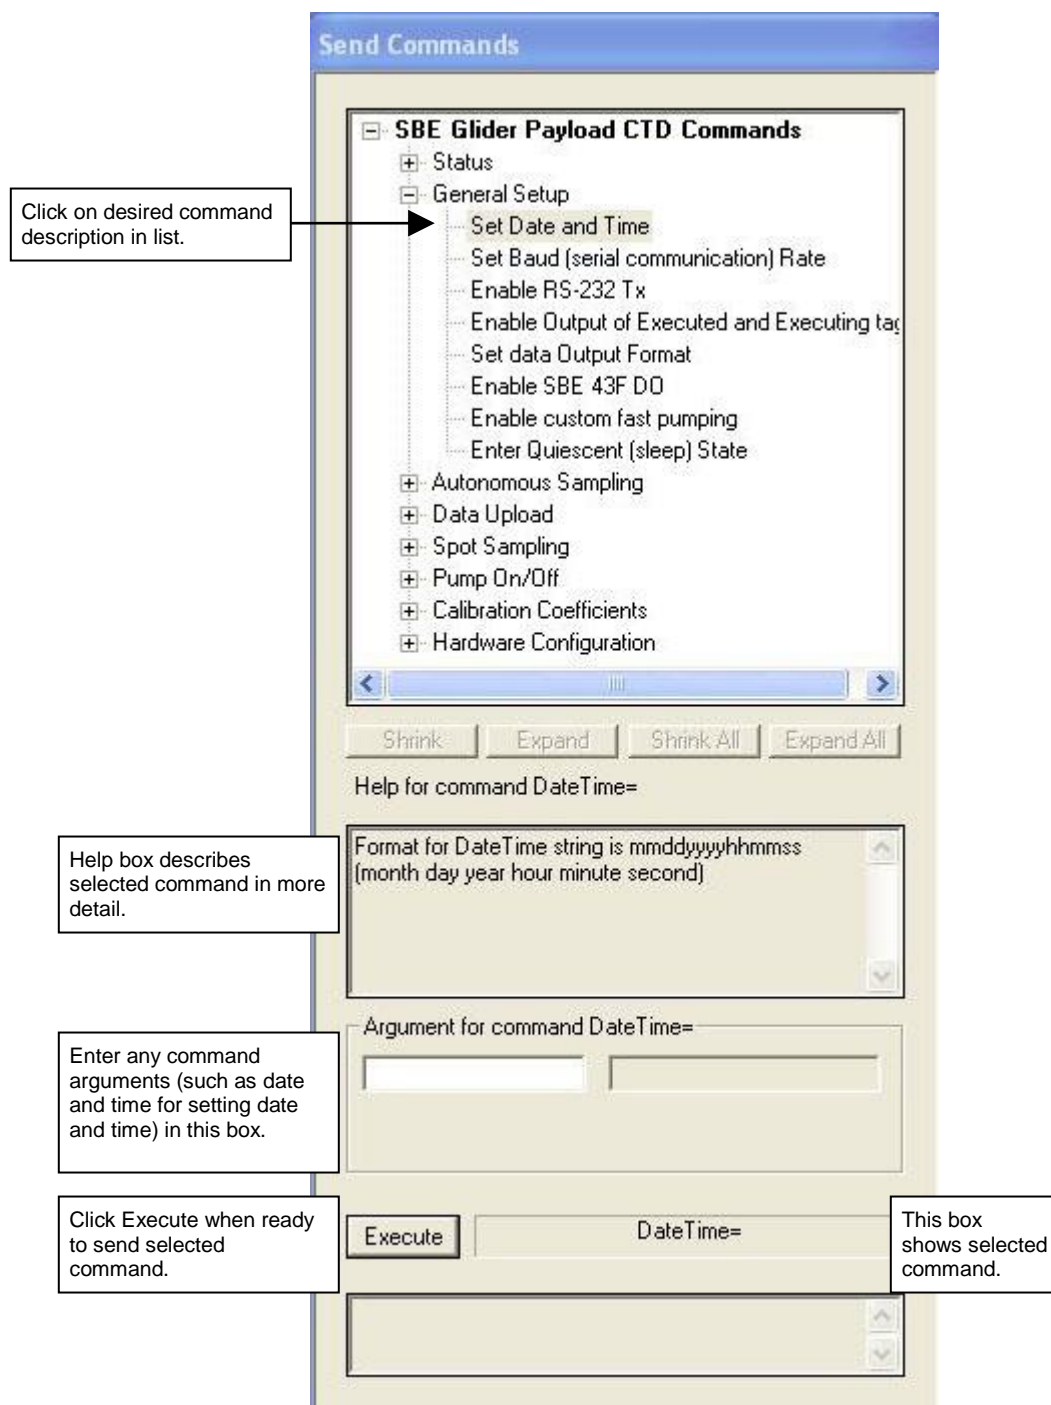 Send Commands
SBE Glider Payload CTD Commands
Status
General Setup
Click on desired command
description in list.
Set Date and Time
Set Baud (serial communication) Rate
Enable RS-232 Tx
Enable Output of Executed and Executing tag
Set data Output Format
Enable SBE 43F DO
Enable custom fast pumping
Enter Quiescent (sleep) State
Autonomous Sampling
Data Upload
Spot Sampling
Pump On/Off
Calibration Coefficients
Hardware Configuration
Shrink Expand Shrink All Expand All
Help for command DateTime=
Help box describes
selected command in more
detail.
Format for DateTime string is mmddyyyyhhmmss
(month day year hour minute second)
Argument for command DateTime=
Enter any command
arguments (such as date
and time for setting date
and time) in this box.
Click Execute when ready
to send selected
command.
Execute DateTime=
This box
shows selected
command.